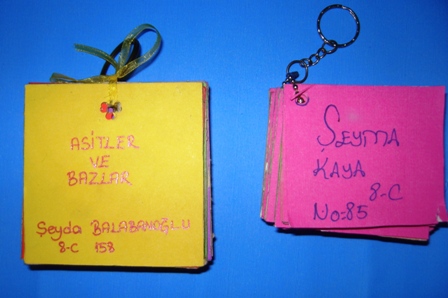 ASİTLER
VE
BAZLAR
Şeyda BALABANOĞLU
8-C 158
ŞEYMA
KAYA
8-C
No:85